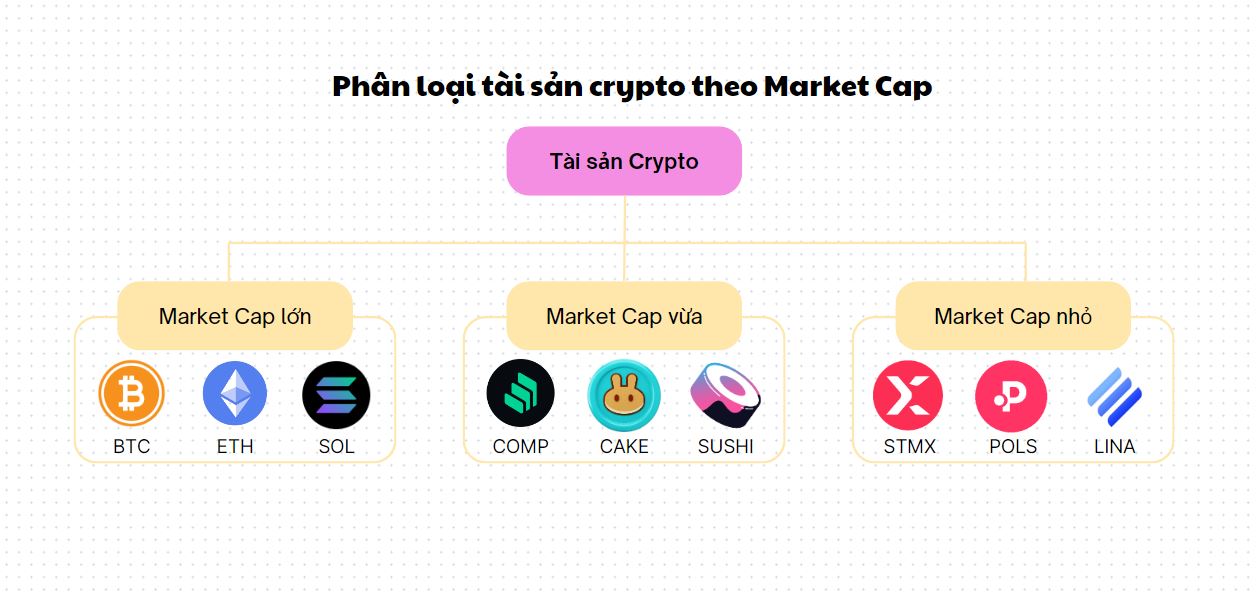 Phân loại tài sản crypto theo Market Cap
Tài sản Crypto
Market Cap lớn
Market Cap vừa
Market Cap nhỏ
BTC
ETH
SOL
COMP
CAKE
SUSHI
STMX
POLS
LINA